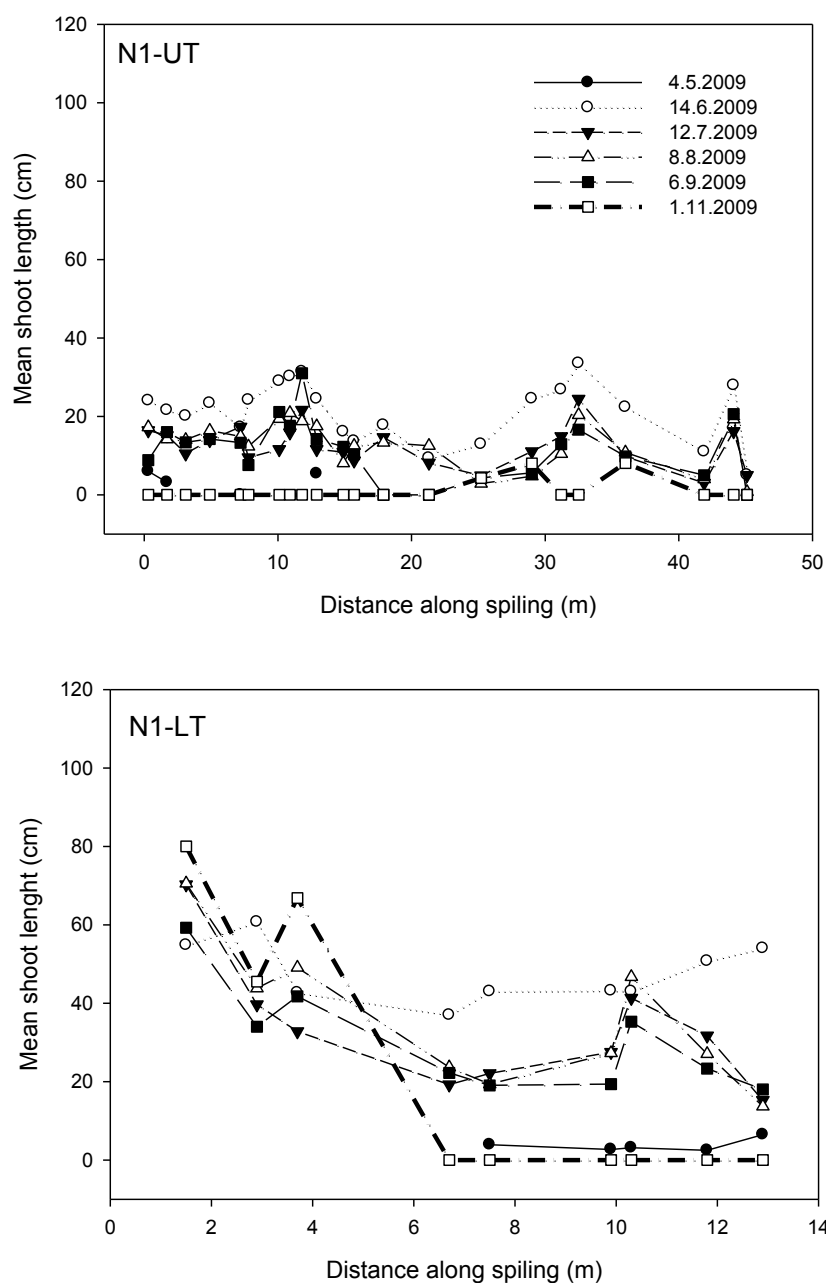 N1-UT
4.5.2009
14.6.2009
12.7.2009
8.8.2009
6.9.2009
1.11.2009
Mean shoot length (cm)
120
100
80
60
40
20
0
0 10 20 30 40 50
Distance along spiling (m)
N1-LT
Mean shoot lenght (cm)
120
100
80
60
40
20
0
0 2 4 6 8 10 12 14
Distance along spiling (m)